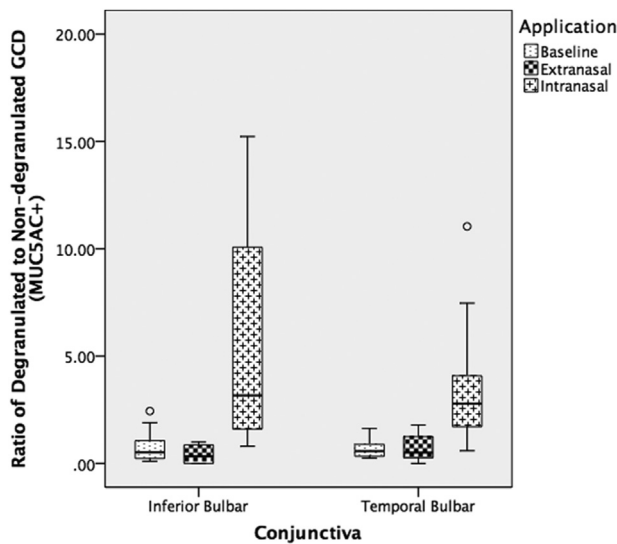 Ratio of Degranulated to Non-degranulated GCD
(MUC5AC+)
20.00
15.00
10.00
5.00
.00
Inferior Bulbar
Temporal Bulbar
Conjunctiva
Application
Baseline
Extranasal
Intranasal